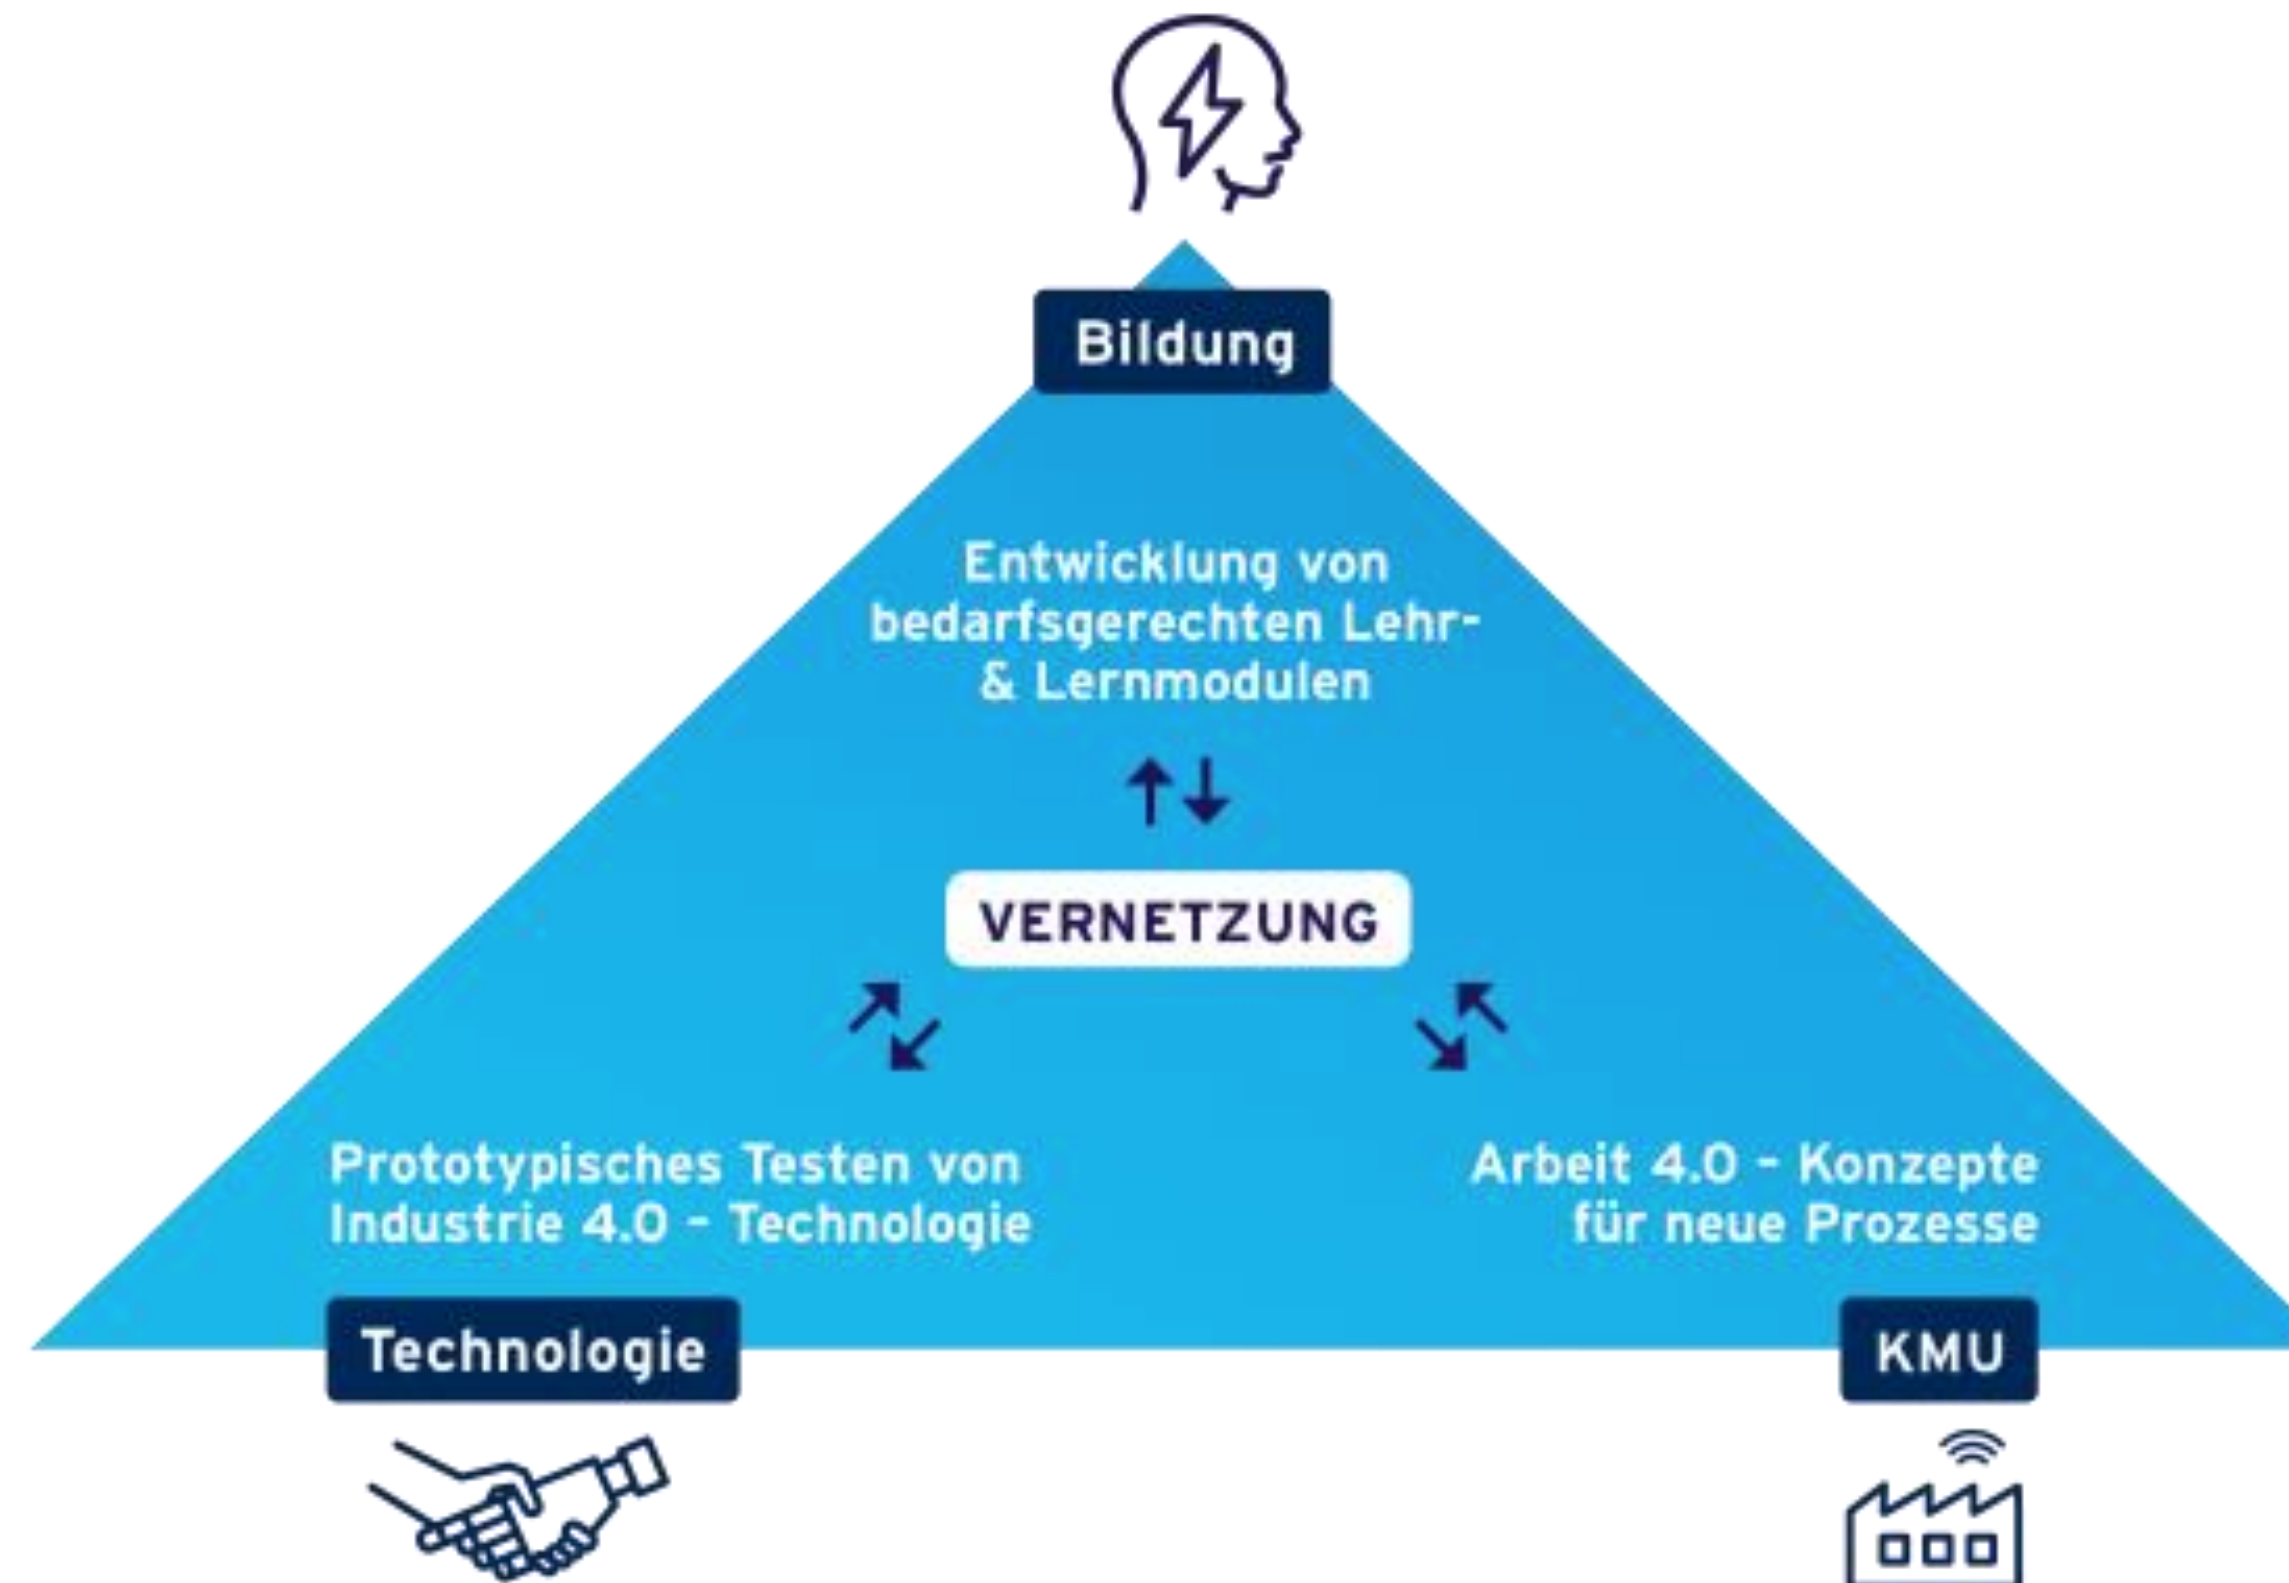 Bildung
Entwicklung von
bedarfsgerechten Lehr-
& Lernmodulen
VERNETZUNG
Prototypisches Testen von
Industrie 4.0 - Technologie
Arbeit 4.0 - Konzepte
für neue Prozesse
Technologie
KMU